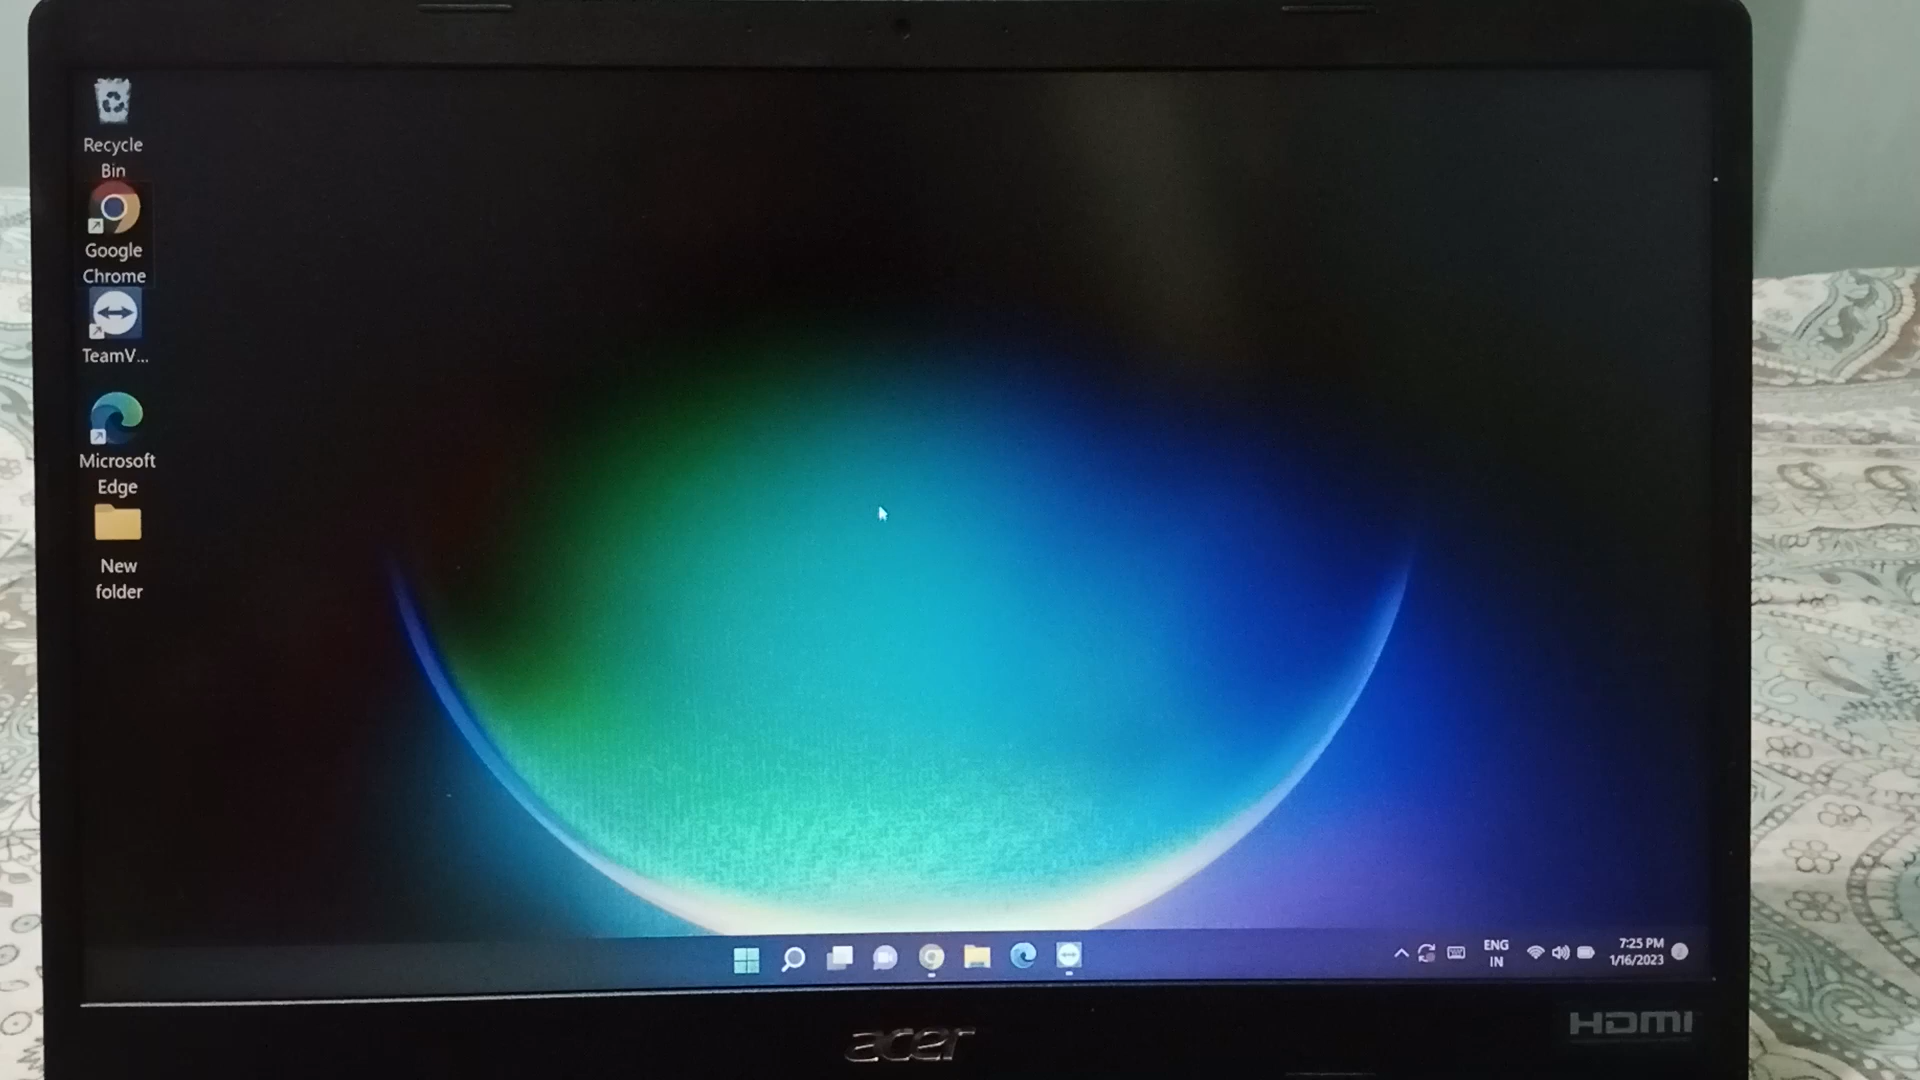 Recycle
Bin
Google
Chrome
TeamV...
Microsoft
Edge
New
folder
ENG
IN
7:25 PM
1/16/2023
acer
HDMI